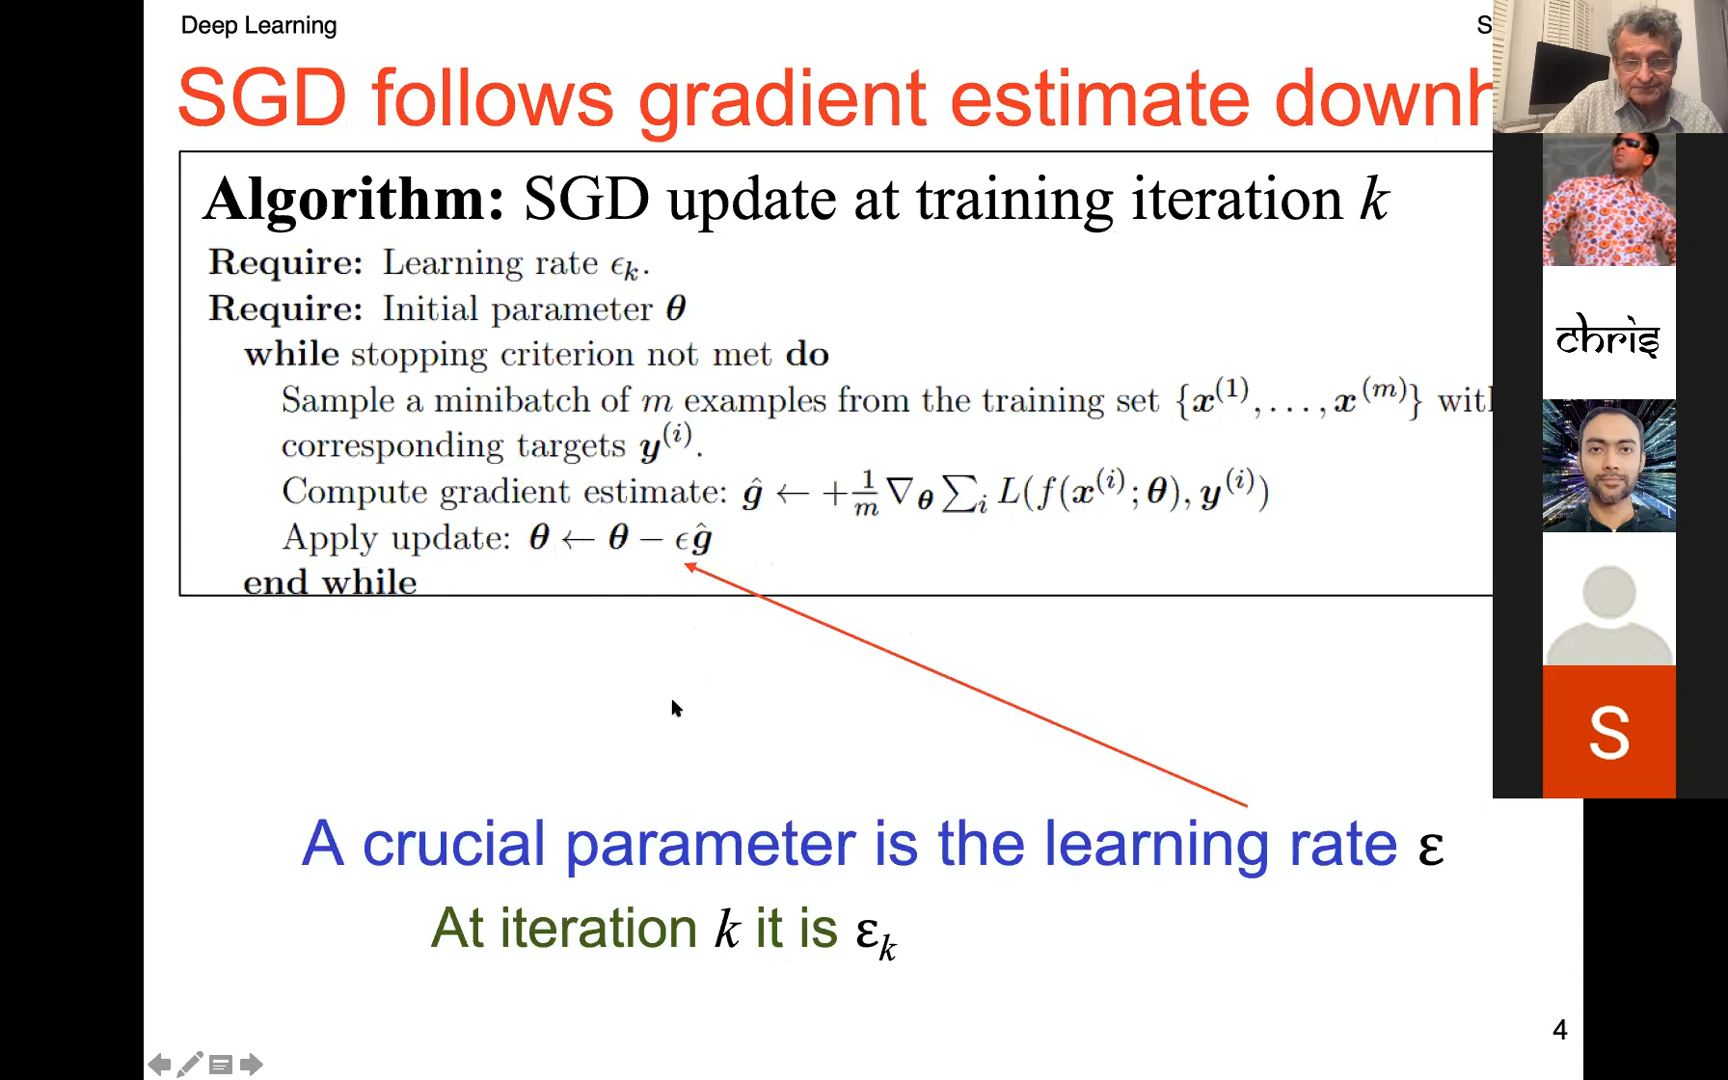 Deep Learning
S
SGD follows gradient estimate downh
Algorithm: SGD update at training iteration k
Require: Learning rate ϵₖ.
Require: Initial parameter θ
while stopping criterion not met do
Sample a minibatch of m examples from the training set {x⁽¹⁾, . . . , x⁽ᵐ⁾} wit
corresponding targets y⁽ⁱ⁾.
Compute gradient estimate: ĝ ← +1/m ∇_θ ∑ᵢ L(f(x⁽ⁱ⁾; θ), y⁽ⁱ⁾)
Apply update: θ ← θ − ϵĝ
end while
A crucial parameter is the learning rate ε
At iteration k it is εₖ
4
chris
S